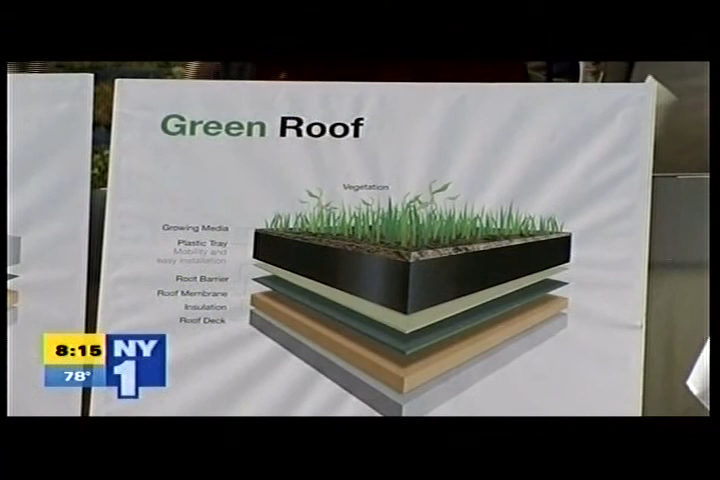 Green Roof
Vegetation
Growing Media
Plastic Tray
Mobility and
easy installation
Root Barrier
Roof Membrane
Insulation
Roof Deck
8:15
78°
NY
1